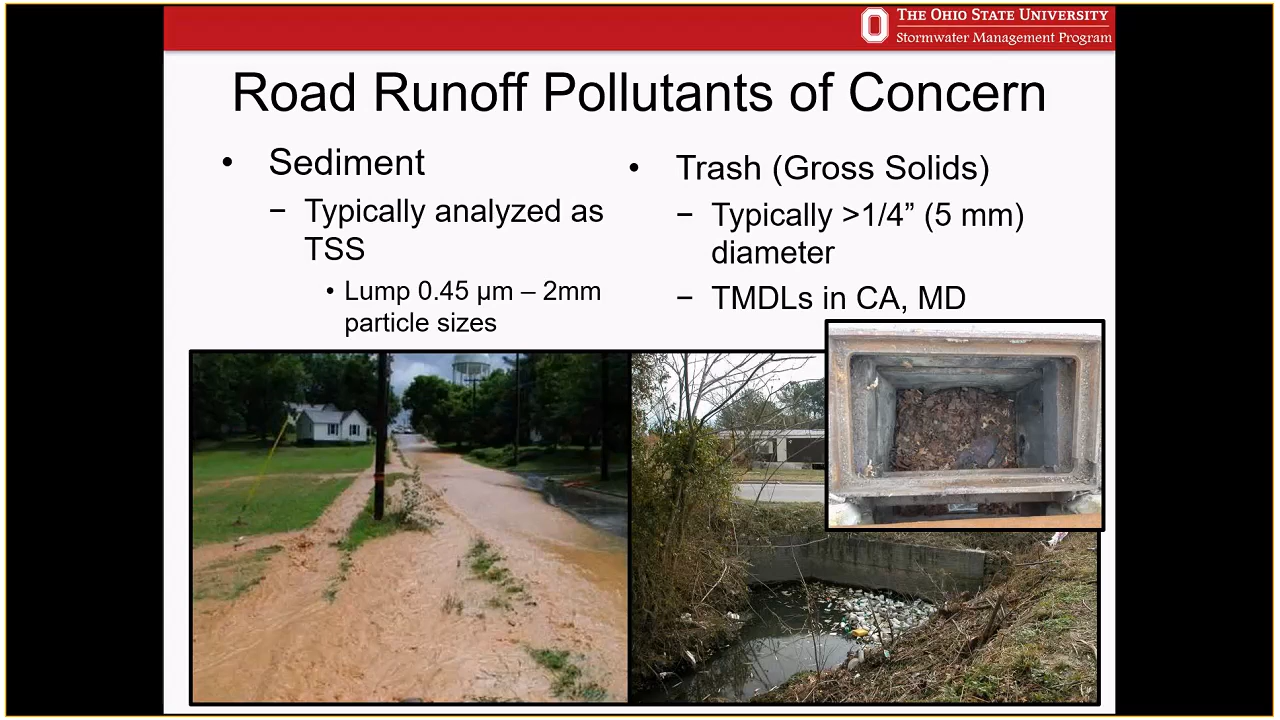 THE OHIO STATE UNIVERSITY
Stormwater Management Program
Road Runoff Pollutants of Concern
• Sediment
− Typically analyzed as
TSS
• Lump 0.45 µm – 2mm
particle sizes
• Trash (Gross Solids)
− Typically >1/4” (5 mm)
diameter
− TMDLs in CA, MD